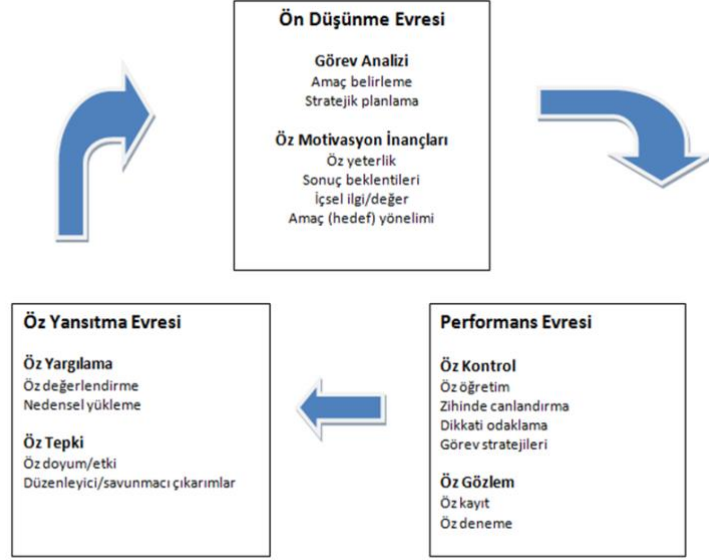 Ön Düşünme Evresi
Görev Analizi
Amaç belirleme
Stratejik planlama
Öz Motivasyon İnançları
Öz yeterlik
Sonuç beklentileri
İçsel ilgi/değer
Amaç (hedef) yönelimi
Öz Yansıtma Evresi
Öz Yargılama
Öz değerlendirme
Nedensel yükleme
Öz Tepki
Öz doyum/etki
Düzenleyici/savunmacı çıkarımlar
Performans Evresi
Öz Kontrol
Öz öğretim
Zihinde canlandırma
Dikkati odaklama
Görev stratejileri
Öz Gözlem
Öz kayıt
Öz deneme